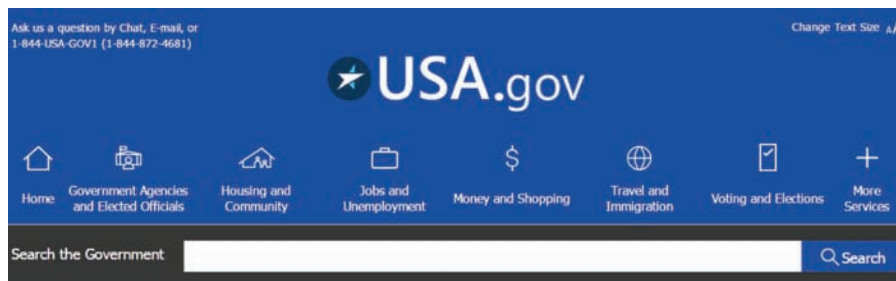 Ask us a question by Chat, E-mail, or
1-844-USA-GOV1 (1-844-872-4681)
Change Text Size A
USA.gov
Home
Government Agencies
and Elected Officials
Housing and
Community
Jobs and
Unemployment
Money and Shopping
Travel and
Immigration
Voting and Elections
More
Services
Search the Government
Search